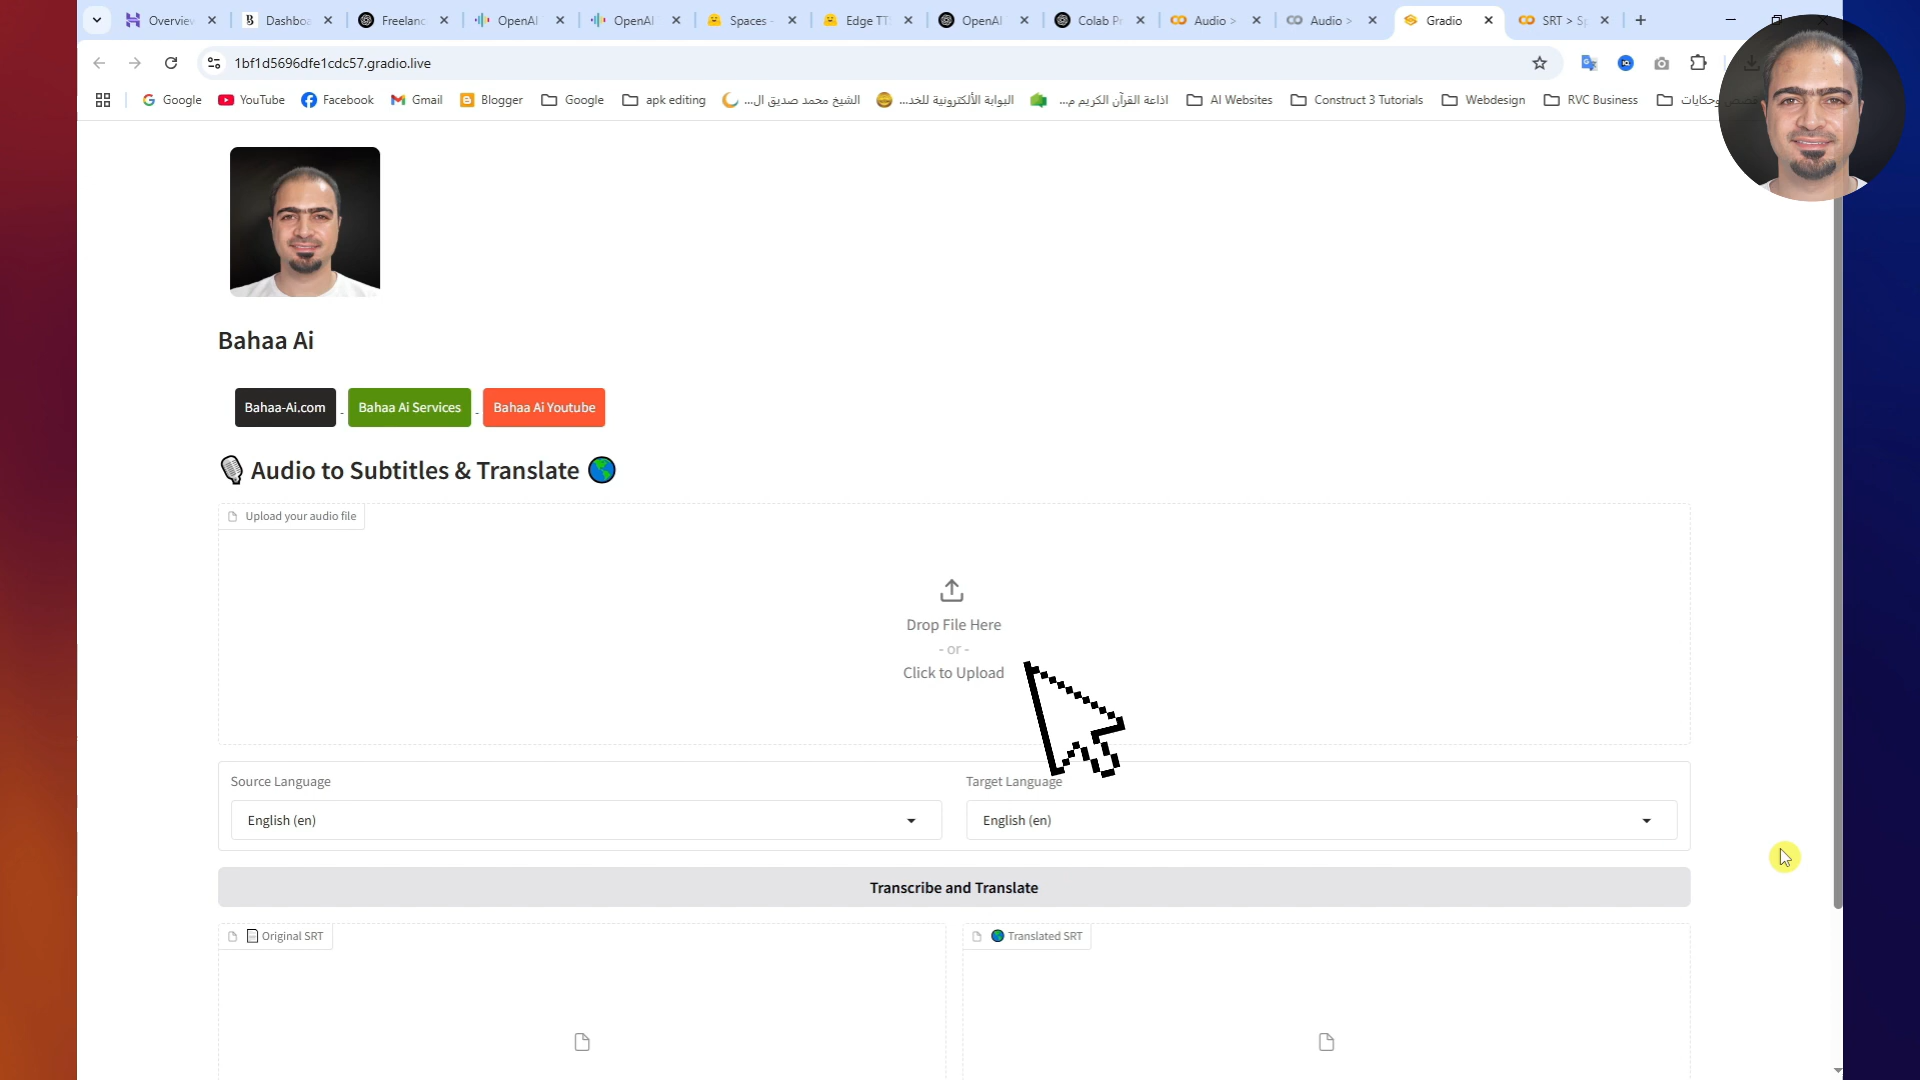 Overview
Dashboa
Freelanc
OpenAI
OpenAI
Spaces -
Edge TT
OpenAI
Colab Pr
Audio >
Audio >
Gradio
SRT > Sp
1bf1d5696dfe1cdc57.gradio.live
Google
YouTube
Facebook
Gmail
Blogger
Google
apk editing
الشيخ محمد صديق ال...
البوابة الألكترونية للخد...
اذاعة القرآن الكريم م...
AI Websites
Construct 3 Tutorials
Webdesign
RVC Business
Bahaa Ai
Bahaa-Ai.com
-
Bahaa Ai Services
-
Bahaa Ai Youtube
Audio to Subtitles & Translate
Upload your audio file
Drop File Here
- or -
Click to Upload
Source Language
Target Language
English (en)
English (en)
Transcribe and Translate
Original SRT
Translated SRT